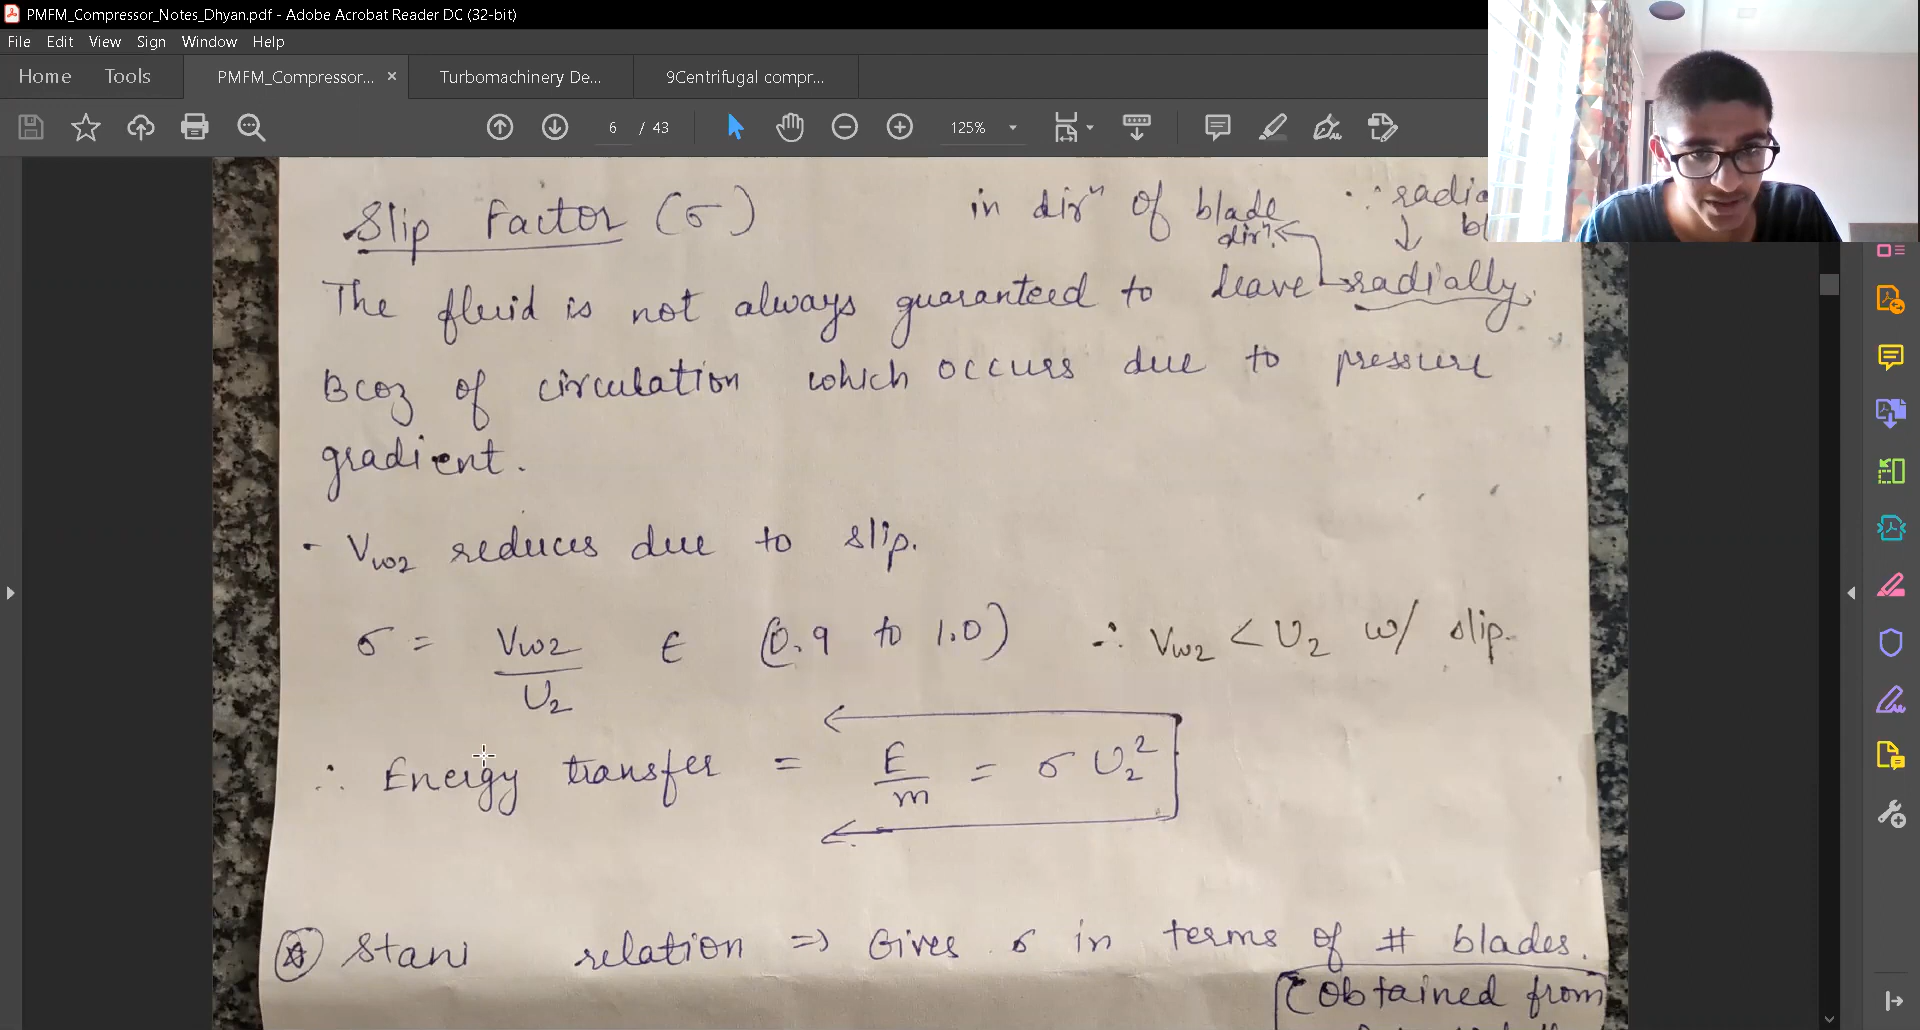 PMFM_Compressor_Notes_Dhyan.pdf - Adobe Acrobat Reader DC (32-bit)
File Edit View Sign Window Help
Home Tools PMFM_Compressor... × Turbomachinery De... 9Centrifugal compr...
6 / 43 125%
Slip Factor (σ)
in dirⁿ of blade ∵ radia
dirⁿ.
The fluid is not always guaranteed to leave radially.
Bcoz of circulation which occurs due to pressure
gradient.
- Vw2 reduces due to slip.
σ = Vw2 / U2 ∈ (0.9 to 1.0) ∴ Vw2 < U2 w/ slip.
∴ Energy transfer = E/m = σ U2²
Stani relation => Gives σ in terms of # blades.
(Obtained from